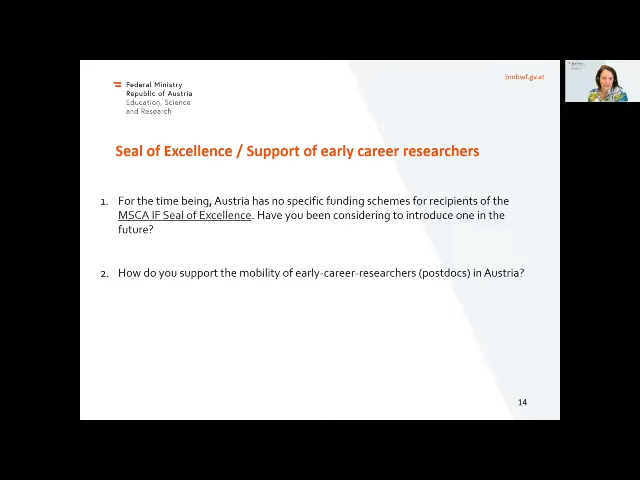 bmbwf.gv.at
Federal Ministry
Republic of Austria
Education, Science
and Research
Seal of Excellence / Support of early career researchers
1. For the time being, Austria has no specific funding schemes for recipients of the
MSCA IF Seal of Excellence. Have you been considering to introduce one in the
future?
2. How do you support the mobility of early-career-researchers (postdocs) in Austria?
14